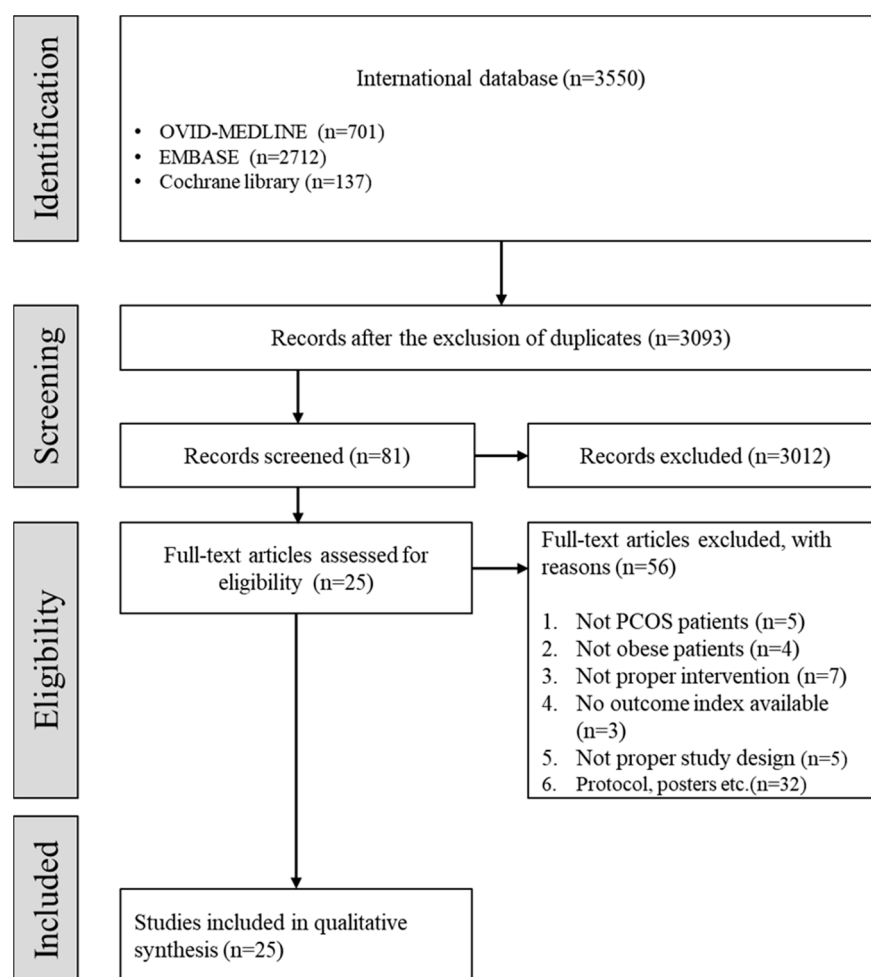 Identification
International database (n=3550)
• OVID-MEDLINE (n=701)
• EMBASE (n=2712)
• Cochrane library (n=137)
Screening
Records after the exclusion of duplicates (n=3093)
Records screened (n=81)
Records excluded (n=3012)
Eligibility
Full-text articles assessed for
eligibility (n=25)
Full-text articles excluded, with
reasons (n=56)
1. Not PCOS patients (n=5)
2. Not obese patients (n=4)
3. Not proper intervention (n=7)
4. No outcome index available
(n=3)
5. Not proper study design (n=5)
6. Protocol, posters etc.(n=32)
Included
Studies included in qualitative
synthesis (n=25)